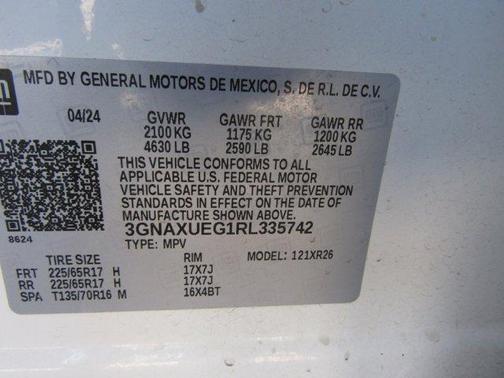 gm
MFD BY GENERAL MOTORS DE MEXICO, S. DE R.L. DE C.V.
04/24 GVWR GAWR FRT GAWR RR
2100 KG 1175 KG 1200 KG
4630 LB 2590 LB 2645 LB
THIS VEHICLE CONFORMS TO ALL
APPLICABLE U.S. FEDERAL MOTOR
VEHICLE SAFETY AND THEFT PREVENTION
STANDARDS IN EFFECT ON THE DATE OF
MANUFACTURE SHOWN ABOVE.
8624 3GNAXUEG1RL335742
TYPE: MPV
TIRE SIZE RIM MODEL: 121XR26
FRT 225/65R17 H 17X7J
RR 225/65R17 H 17X7J
SPA T135/70R16 M 16X4BT